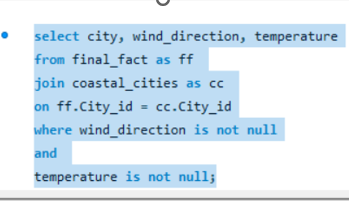 select city, wind_direction, temperature
from final_fact as ff
join coastal_cities as cc
on ff.City_id = cc.City_id
where wind_direction is not null
and
temperature is not null;